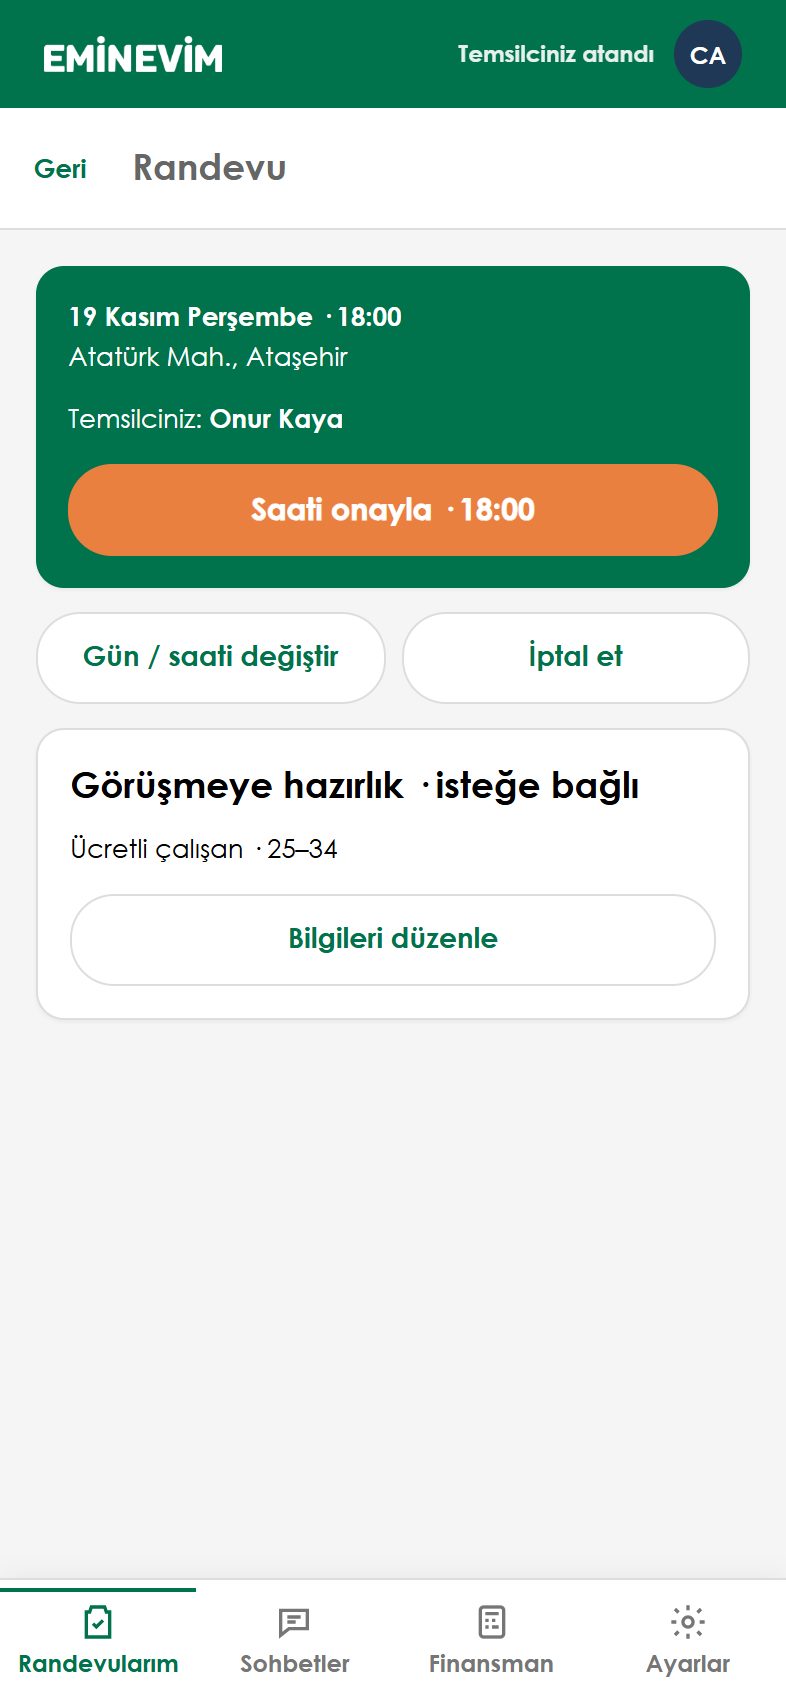 EMİNEVİM
Temsilciniz atandı
CA
Geri
Randevu
19 Kasım Perşembe · 18:00
Atatürk Mah., Ataşehir
Temsilciniz: Onur Kaya
Saati onayla · 18:00
Gün / saati değiştir
İptal et
Görüşmeye hazırlık · isteğe bağlı
Ücretli çalışan · 25–34
Bilgileri düzenle
Randevularım
Sohbetler
Finansman
Ayarlar